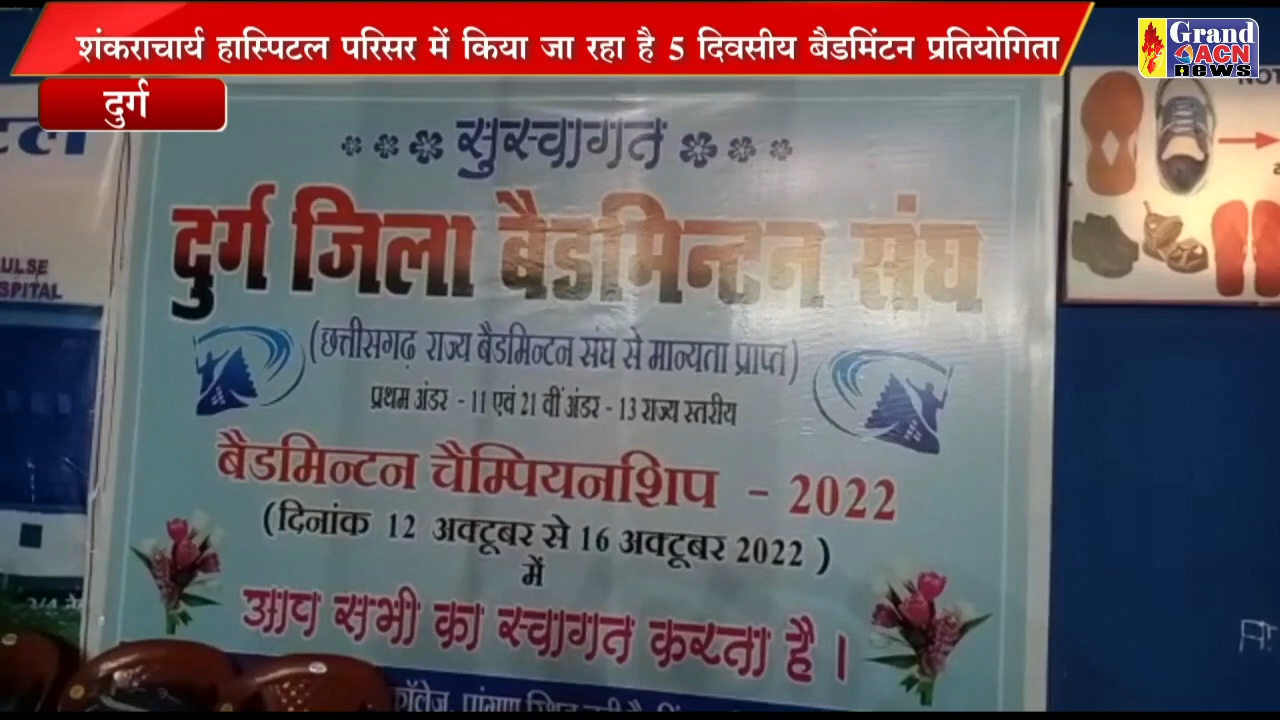 शंकराचार्य हास्पिटल परिसर में किया जा रहा है 5 दिवसीय बैडमिंटन प्रतियोगिता
Grand
ACN
news
दुर्ग
सुस्वागत
दुर्ग जिला बैडमिन्टन संघ
(छत्तीसगढ़ राज्य बैडमिन्टन संघ से मान्यता प्राप्त)
प्रथम अंडर - 11 एवं 21 वीं अंडर - 13 राज्य स्तरीय
बैडमिन्टन चैम्पियनशिप - 2022
(दिनांक 12 अक्टूबर से 16 अक्टूबर 2022 )
में
आप सभी का स्वागत करता है ।
कॉलेज, प्रांगण स्थित
NOT